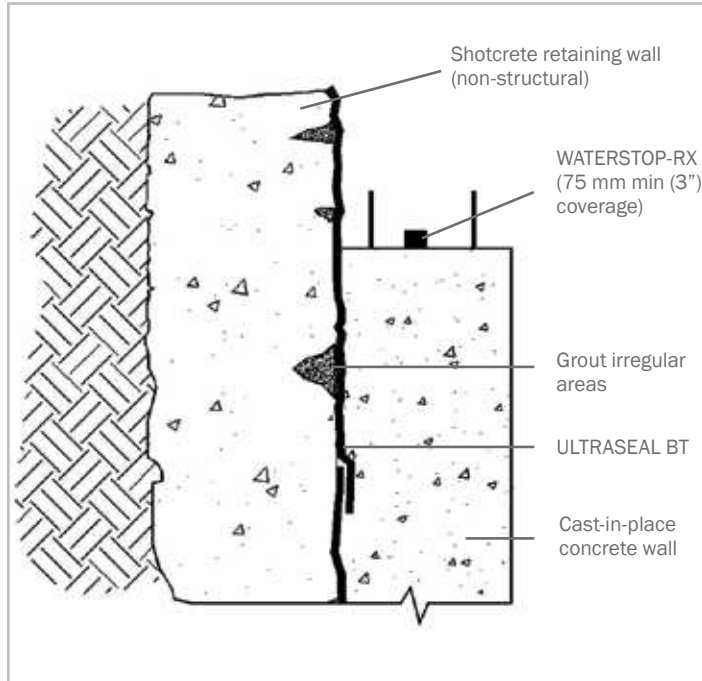 Shotcrete retaining wall
(non-structural)
WATERSTOP-RX
(75 mm min (3”)
coverage)
Grout irregular
areas
ULTRASEAL BT
Cast-in-place
concrete wall